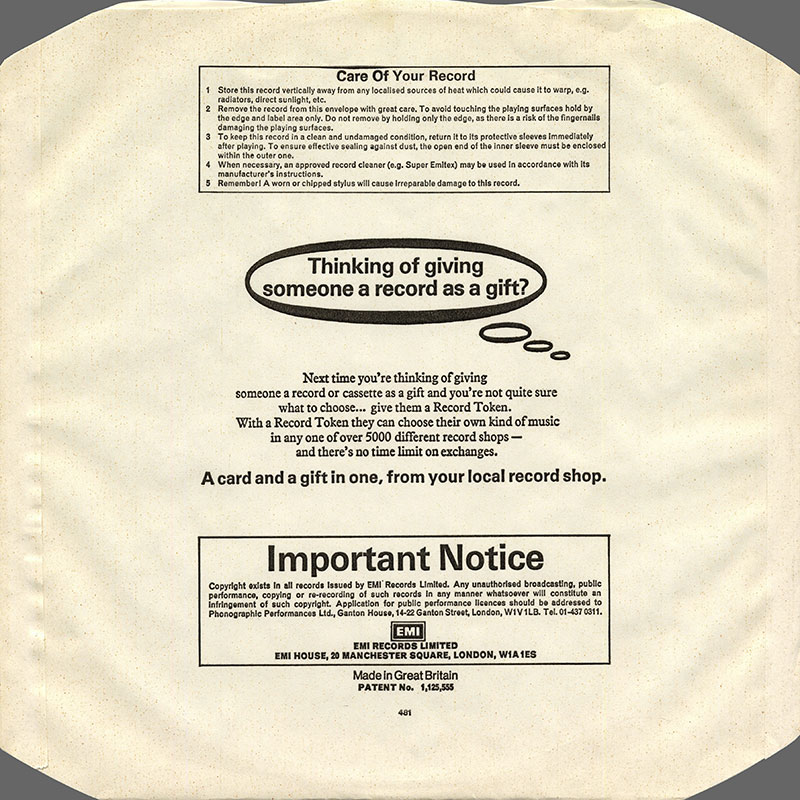 Care Of Your Record
1 Store this record vertically away from any localised sources of heat which could cause it to warp, e.g.
radiators, direct sunlight, etc.
2 Remove the record from this envelope with great care. To avoid touching the playing surfaces hold by
the edge and label area only. Do not remove by holding only the edge, as there is a risk of the fingernails
damaging the playing surfaces.
3 To keep this record in a clean and undamaged condition, return it to its protective sleeves immediately
after playing. To ensure effective sealing against dust, the open end of the inner sleeve must be enclosed
within the outer one.
4 When necessary, an approved record cleaner (e.g. Super Emitex) may be used in accordance with its
manufacturer's instructions.
5 Remember! A worn or chipped stylus will cause irreparable damage to this record.
Thinking of giving
someone a record as a gift?
Next time you're thinking of giving
someone a record or cassette as a gift and you're not quite sure
what to choose... give them a Record Token.
With a Record Token they can choose their own kind of music
in any one of over 5000 different record shops —
and there's no time limit on exchanges.
A card and a gift in one, from your local record shop.
Important Notice
Copyright exists in all records issued by EMI Records Limited. Any unauthorised broadcasting, public
performance, copying or re-recording of such records in any manner whatsoever will constitute an
infringement of such copyright. Application for public performance licences should be addressed to
Phonographic Performances Ltd., Ganton House, 14-22 Ganton Street, London, W1V 1LB. Tel. 01-437 0311.
EMI
EMI RECORDS LIMITED
EMI HOUSE, 20 MANCHESTER SQUARE, LONDON, W1A 1ES
Made in Great Britain
PATENT No. 1,125,555
481